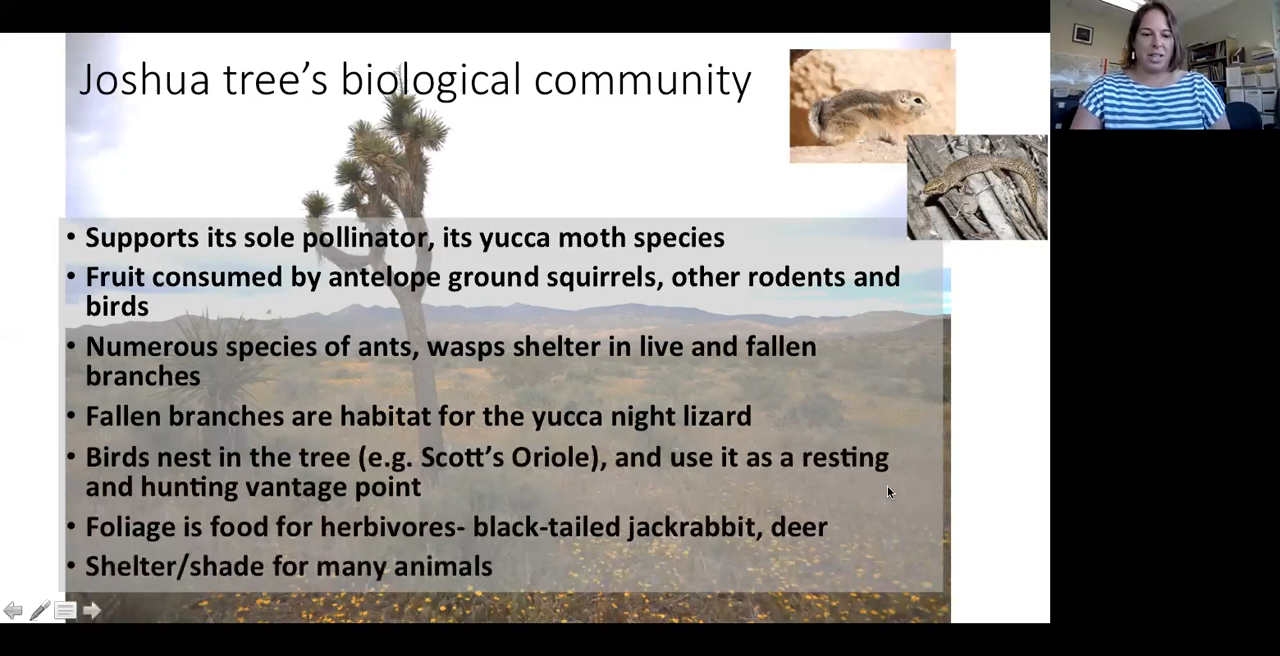 Joshua tree's biological community
• Supports its sole pollinator, its yucca moth species
• Fruit consumed by antelope ground squirrels, other rodents and
birds
• Numerous species of ants, wasps shelter in live and fallen
branches
• Fallen branches are habitat for the yucca night lizard
• Birds nest in the tree (e.g. Scott's Oriole), and use it as a resting
and hunting vantage point
• Foliage is food for herbivores- black-tailed jackrabbit, deer
• Shelter/shade for many animals